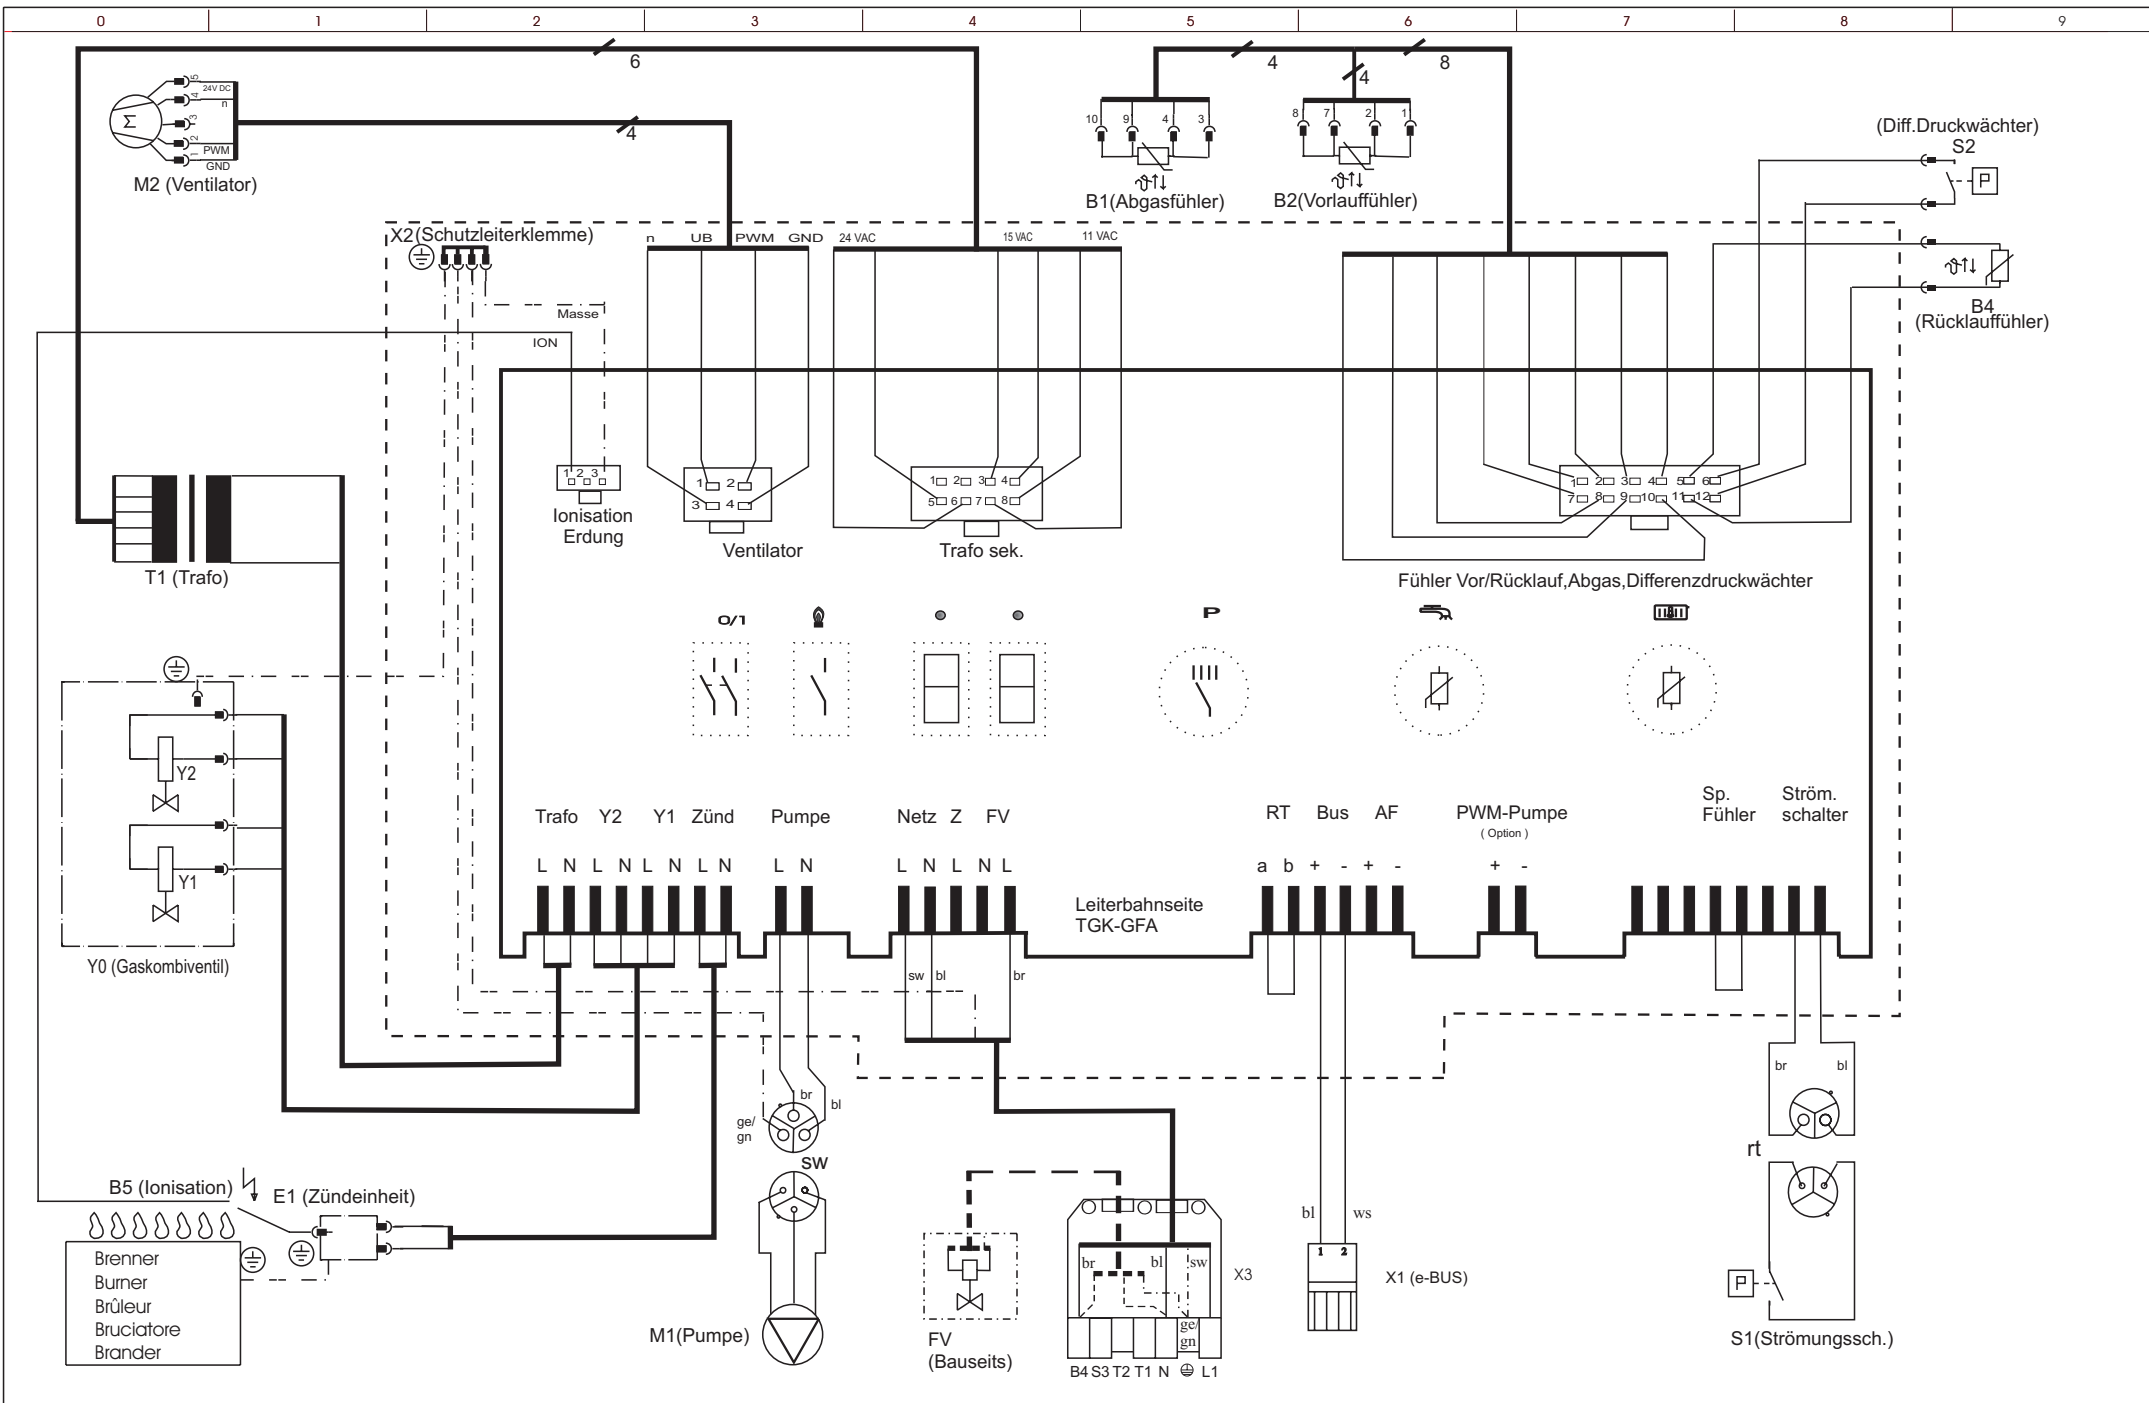 0 1 2 3 4 5 6 7 8 9
6
4 8
4
5 24V DC
4 n
3
2 PWM
1 GND
M2 (Ventilator)
4
10 9 4 3
B1(Abgasfühler)
8 7 2 1
B2(Vorlauffühler)
(Diff.Druckwächter)
S2
P
B4
(Rücklauffühler)
X2(Schutzleiterklemme)
n UB PWM GND
24 VAC 15 VAC 11 VAC
Masse
ION
1 2 3
Ionisation
Erdung
1 2
3 4
Ventilator
1 2 3 4
5 6 7 8
Trafo sek.
1 2 3 4 5 6
7 8 9 10 11 12
Fühler Vor/Rücklauf,Abgas,Differenzdruckwächter
T1 (Trafo)
0/1
P
Y2
Y1
Y0 (Gaskombiventil)
Trafo Y2 Y1 Zünd Pumpe Netz Z FV
RT Bus AF PWM-Pumpe
( Option )
Sp.
Fühler
Ström.
schalter
L N L N L N L N L N L N L N L
a b + - + - + -
Leiterbahnseite
TGK-GFA
sw bl br
br bl
ge/
gn
SW
M1(Pumpe)
B5 (Ionisation)
E1 (Zündeinheit)
Brenner
Burner
Brûleur
Bruciatore
Brander
FV
(Bauseits)
br bl sw
ge/
gn
X3
B4 S3 T2 T1 N L1
bl ws
1 2
X1 (e-BUS)
br bl
rt
P
S1(Strömungssch.)